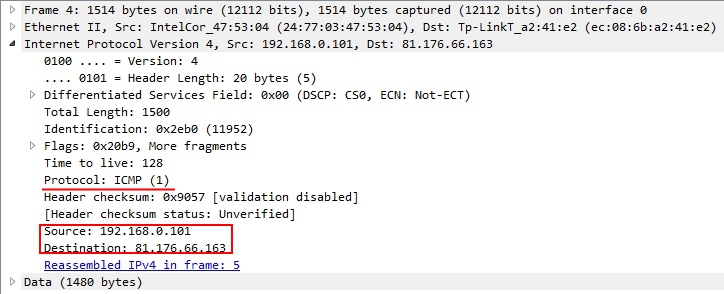 Frame 4: 1514 bytes on wire (12112 bits), 1514 bytes captured (12112 bits) on interface 0
Ethernet II, Src: IntelCor_47:53:04 (24:77:03:47:53:04), Dst: Tp-LinkT_a2:41:e2 (ec:08:6b:a2:41:e2)
Internet Protocol Version 4, Src: 192.168.0.101, Dst: 81.176.66.163
0100 .... = Version: 4
.... 0101 = Header Length: 20 bytes (5)
Differentiated Services Field: 0x00 (DSCP: CS0, ECN: Not-ECT)
Total Length: 1500
Identification: 0x2eb0 (11952)
Flags: 0x20b9, More fragments
Time to live: 128
Protocol: ICMP (1)
Header checksum: 0x9057 [validation disabled]
[Header checksum status: Unverified]
Source: 192.168.0.101
Destination: 81.176.66.163
Reassembled IPv4 in frame: 5
Data (1480 bytes)